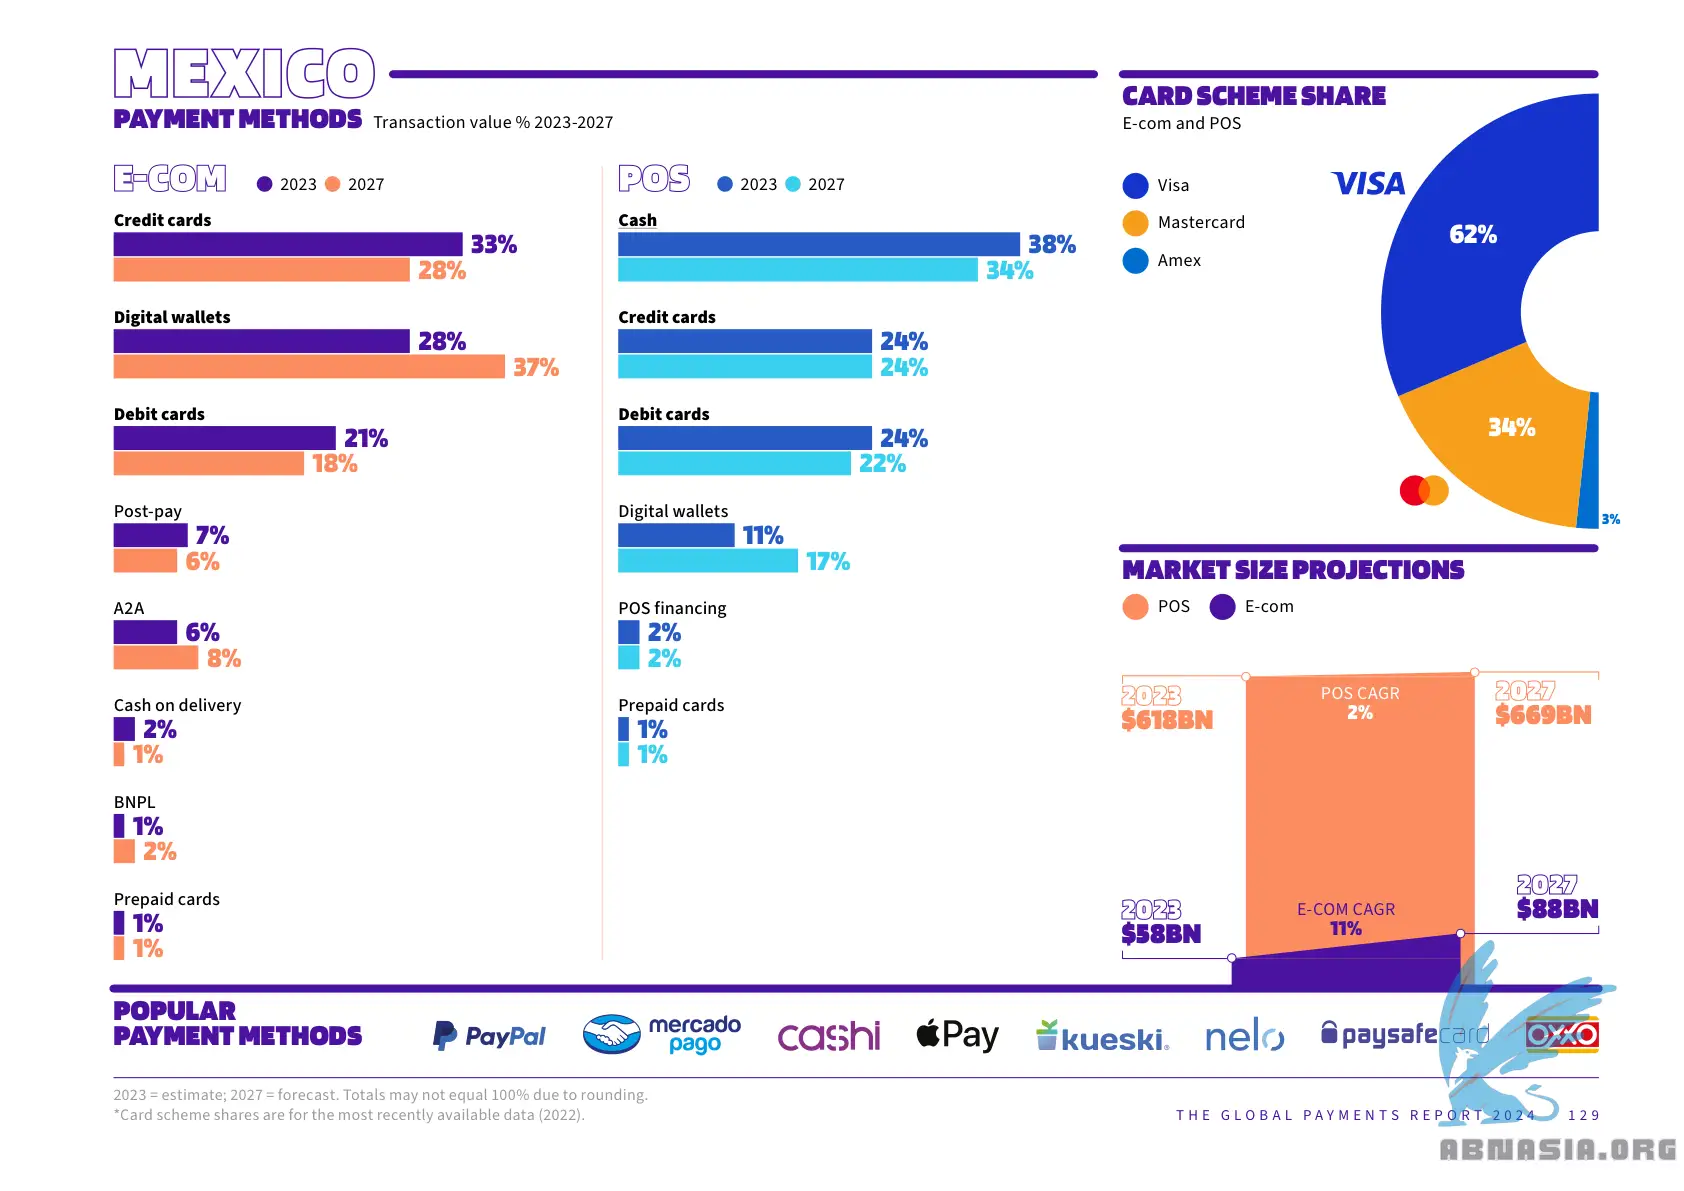 MEXICO
PAYMENT METHODS Transaction value % 2023-2027
E-COM 2023 2027
Credit cards
33%
28%
Digital wallets
28%
37%
Debit cards
21%
18%
Post-pay
7%
6%
A2A
6%
8%
Cash on delivery
2%
1%
BNPL
1%
2%
Prepaid cards
1%
1%
POS 2023 2027
Cash
38%
34%
Credit cards
24%
24%
Debit cards
24%
22%
Digital wallets
11%
17%
POS financing
2%
2%
Prepaid cards
1%
1%
CARD SCHEME SHARE
E-com and POS
Visa
Mastercard
Amex
VISA
62%
34%
3%
MARKET SIZE PROJECTIONS
POS E-com
2023
$618BN
POS CAGR
2%
2027
$669BN
2023
$58BN
E-COM CAGR
11%
2027
$88BN
POPULAR
PAYMENT METHODS
PayPal
mercado
pago
cashi
Pay
kueski®
nelo
paysafecard
OXXO
2023 = estimate; 2027 = forecast. Totals may not equal 100% due to rounding.
*Card scheme shares are for the most recently available data (2022).
THE GLOBAL PAYMENTS REPORT 2024 129
ABNASIA.ORG